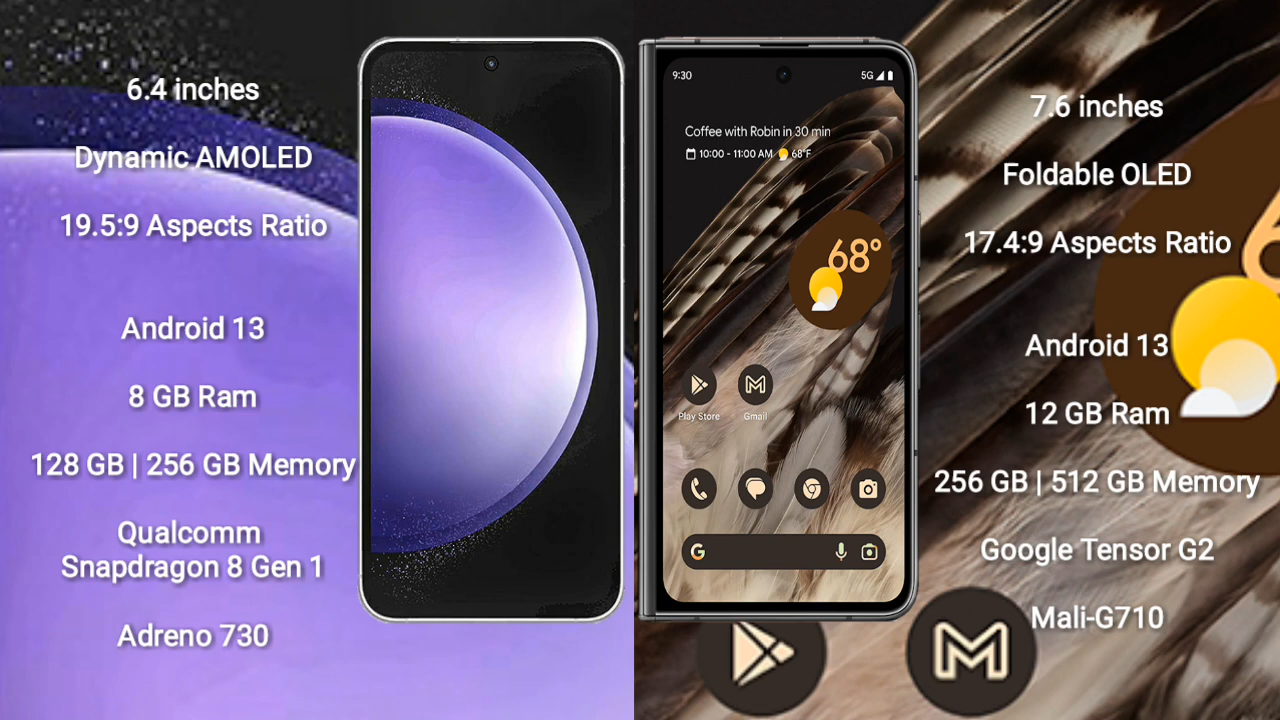 6.4 inches
Dynamic AMOLED
19.5:9 Aspects Ratio
Android 13
8 GB Ram
128 GB | 256 GB Memory
Qualcomm
Snapdragon 8 Gen 1
Adreno 730
9:30
5G
Coffee with Robin in 30 min
10:00 - 11:00 AM 68°F
68°
Play Store
Gmail
7.6 inches
Foldable OLED
17.4:9 Aspects Ratio
Android 13
12 GB Ram
256 GB | 512 GB Memory
Google Tensor G2
Mali-G710